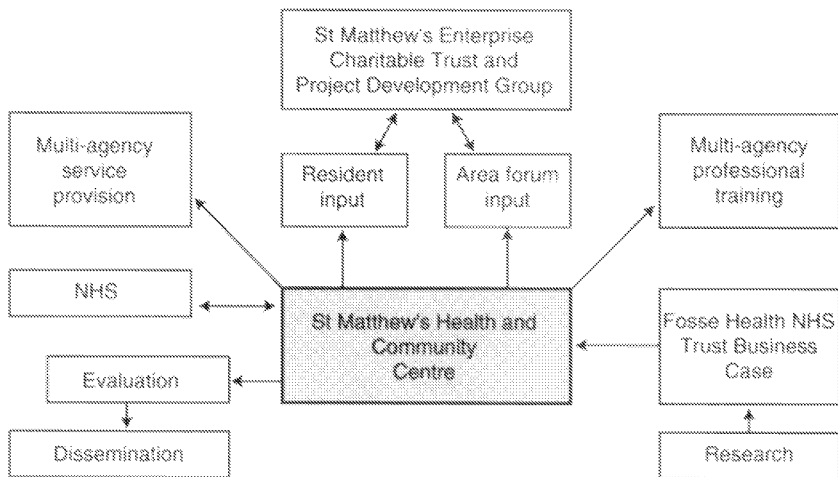 St Matthew's Enterprise
Charitable Trust and
Project Development Group
Multi-agency
service
provision
Resident
input
Area forum
input
Multi-agency
professional
training
NHS
St Matthew's Health and
Community
Centre
Fosse Health NHS
Trust Business
Case
Evaluation
Dissemination
Research